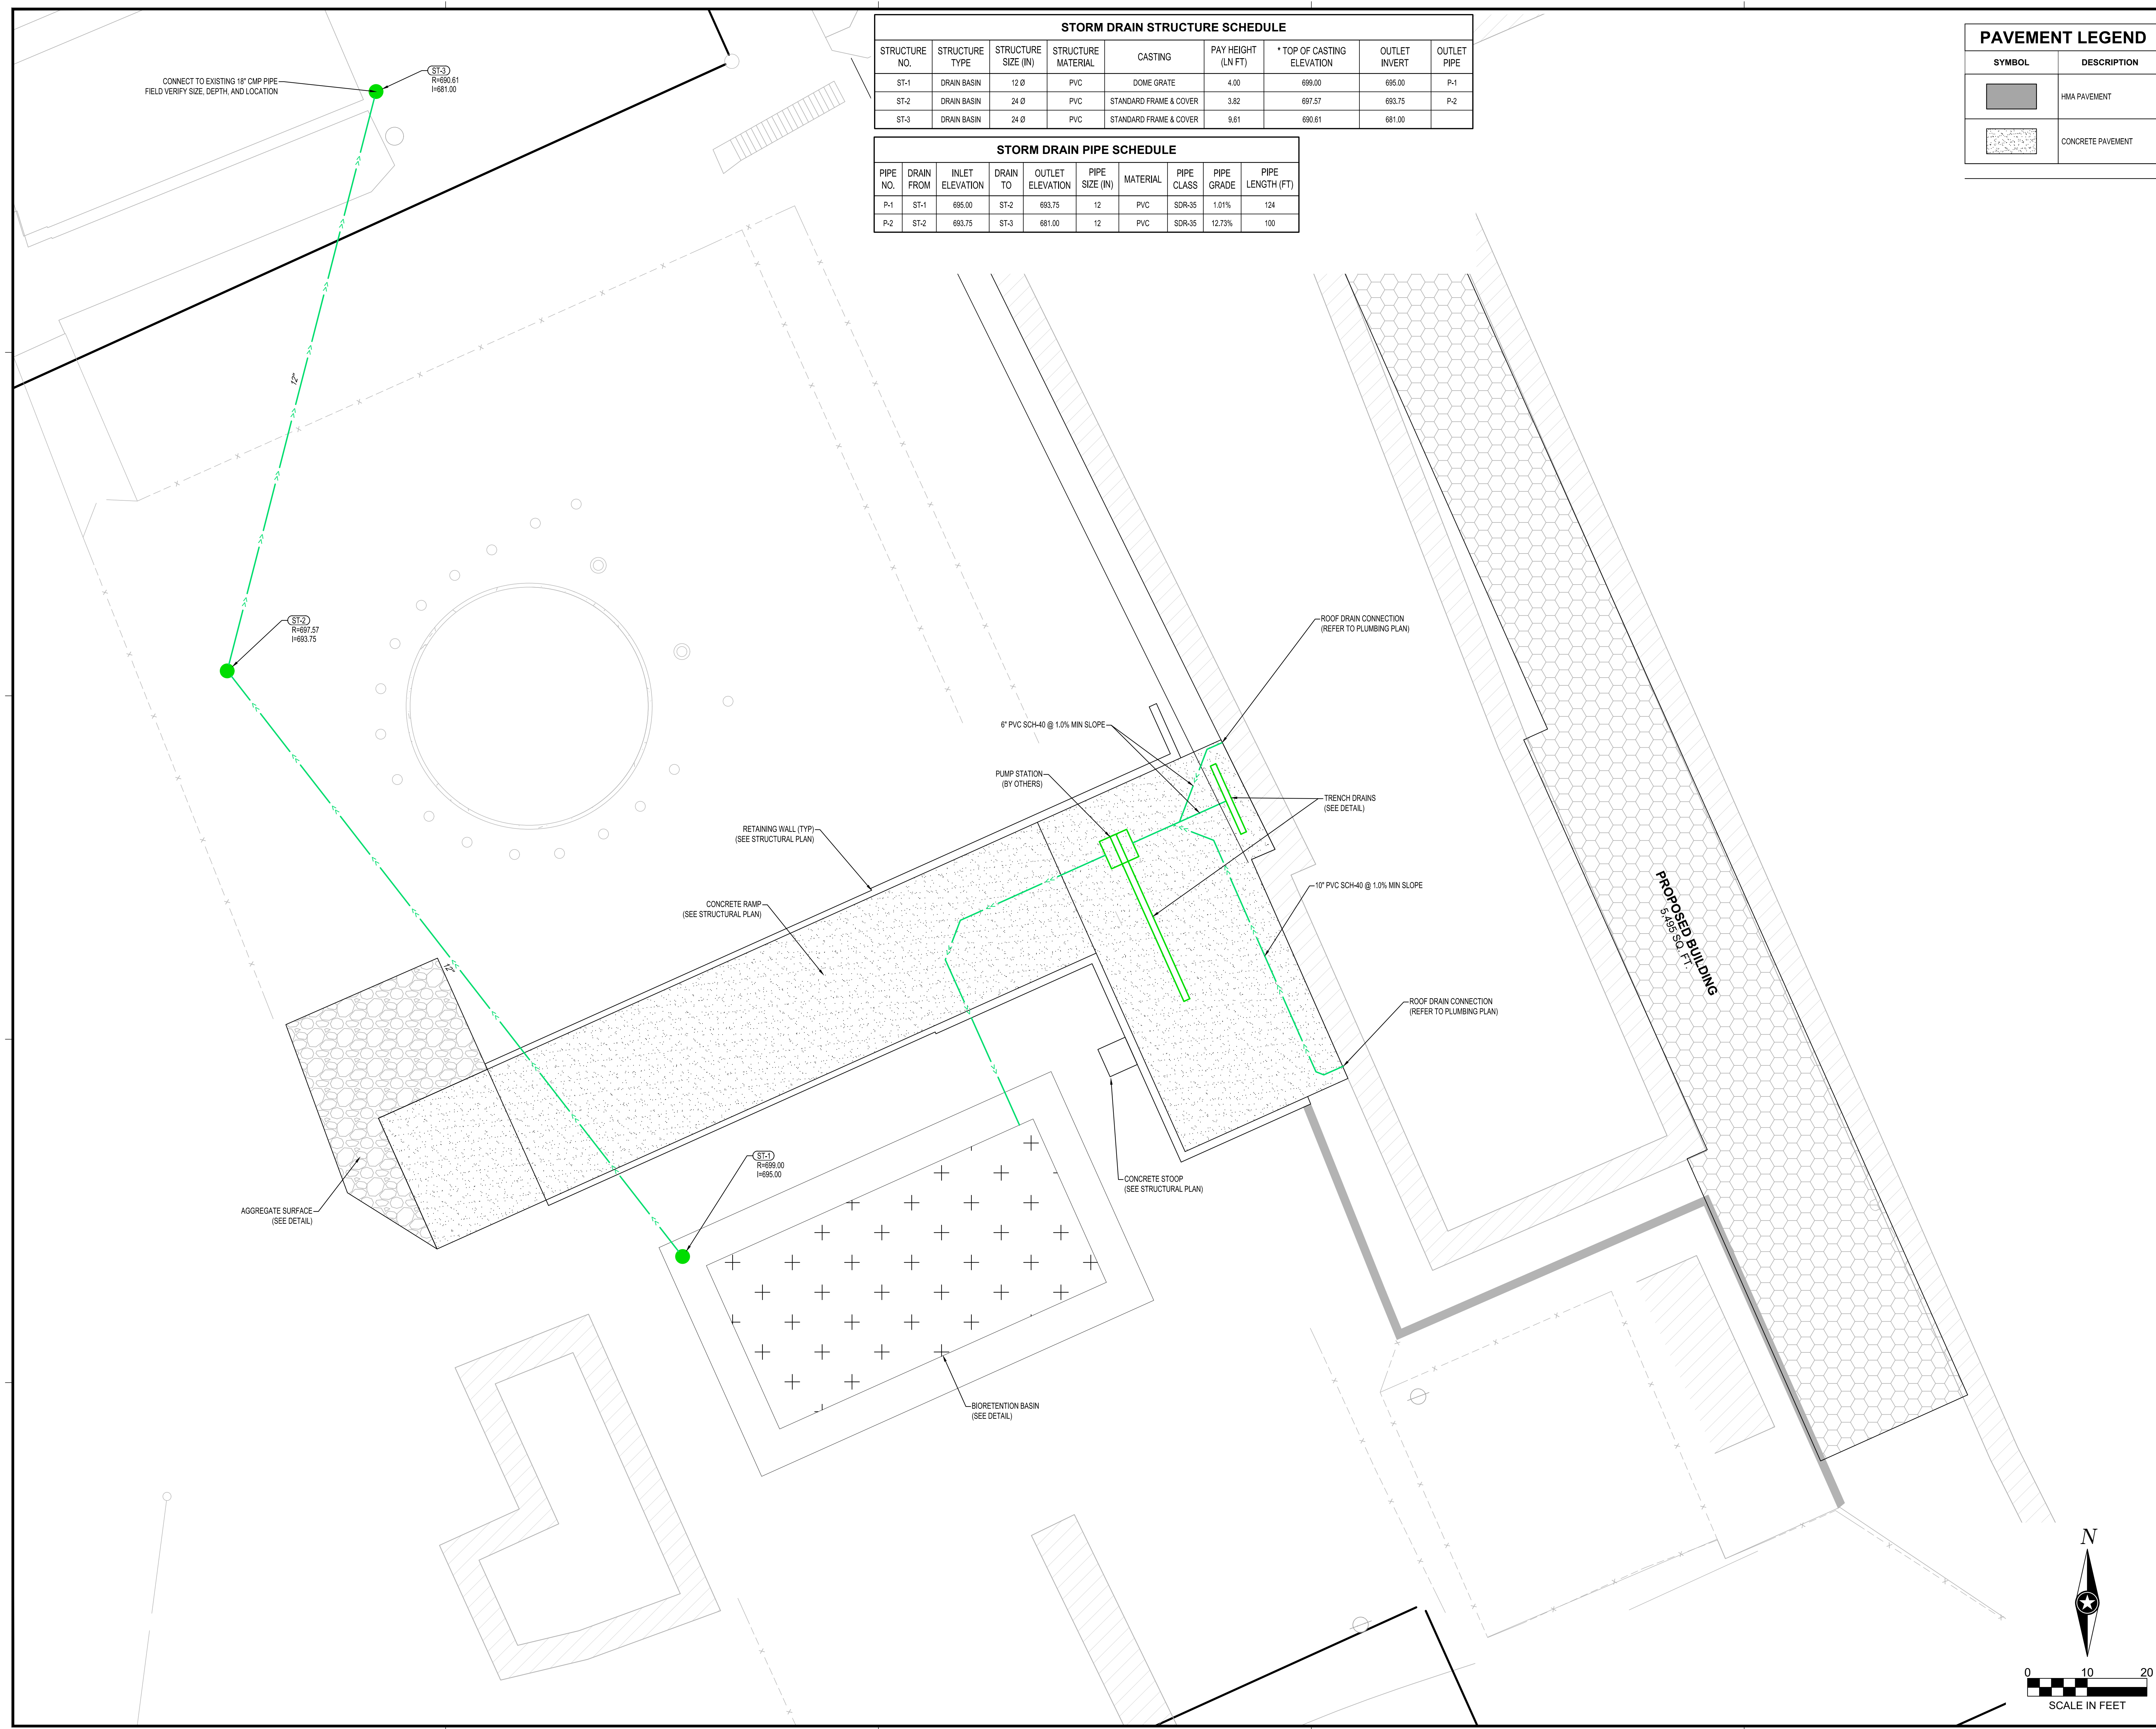 STORM DRAIN STRUCTURE SCHEDULE
STRUCTURE NO. STRUCTURE TYPE STRUCTURE SIZE (IN) STRUCTURE MATERIAL CASTING PAY HEIGHT (LN FT) * TOP OF CASTING ELEVATION OUTLET INVERT OUTLET PIPE
ST-1 DRAIN BASIN 12 Ø PVC DOME GRATE 4.00 699.00 695.00 P-1
ST-2 DRAIN BASIN 24 Ø PVC STANDARD FRAME & COVER 3.82 697.57 693.75 P-2
ST-3 DRAIN BASIN 24 Ø PVC STANDARD FRAME & COVER 9.61 690.61 681.00
STORM DRAIN PIPE SCHEDULE
PIPE NO. DRAIN FROM INLET ELEVATION DRAIN TO OUTLET ELEVATION PIPE SIZE (IN) MATERIAL PIPE CLASS PIPE GRADE PIPE LENGTH (FT)
P-1 ST-1 695.00 ST-2 693.75 12 PVC SDR-35 1.01% 124
P-2 ST-2 693.75 ST-3 681.00 12 PVC SDR-35 12.73% 100
PAVEMENT LEGEND
SYMBOL DESCRIPTION
HMA PAVEMENT
CONCRETE PAVEMENT
CONNECT TO EXISTING 18" CMP PIPE
FIELD VERIFY SIZE, DEPTH, AND LOCATION
ST-3
R=690.61
I=681.00
12"
ST-2
R=697.57
I=693.75
ROOF DRAIN CONNECTION
(REFER TO PLUMBING PLAN)
6" PVC SCH-40 @ 1.0% MIN SLOPE
PUMP STATION
(BY OTHERS)
TRENCH DRAINS
(SEE DETAIL)
RETAINING WALL (TYP)
(SEE STRUCTURAL PLAN)
10" PVC SCH-40 @ 1.0% MIN SLOPE
CONCRETE RAMP
(SEE STRUCTURAL PLAN)
PROPOSED BUILDING
5,495 SQ. FT.
12"
ROOF DRAIN CONNECTION
(REFER TO PLUMBING PLAN)
ST-1
R=699.00
I=695.00
CONCRETE STOOP
(SEE STRUCTURAL PLAN)
AGGREGATE SURFACE
(SEE DETAIL)
BIORETENTION BASIN
(SEE DETAIL)
N
0 10 20
SCALE IN FEET